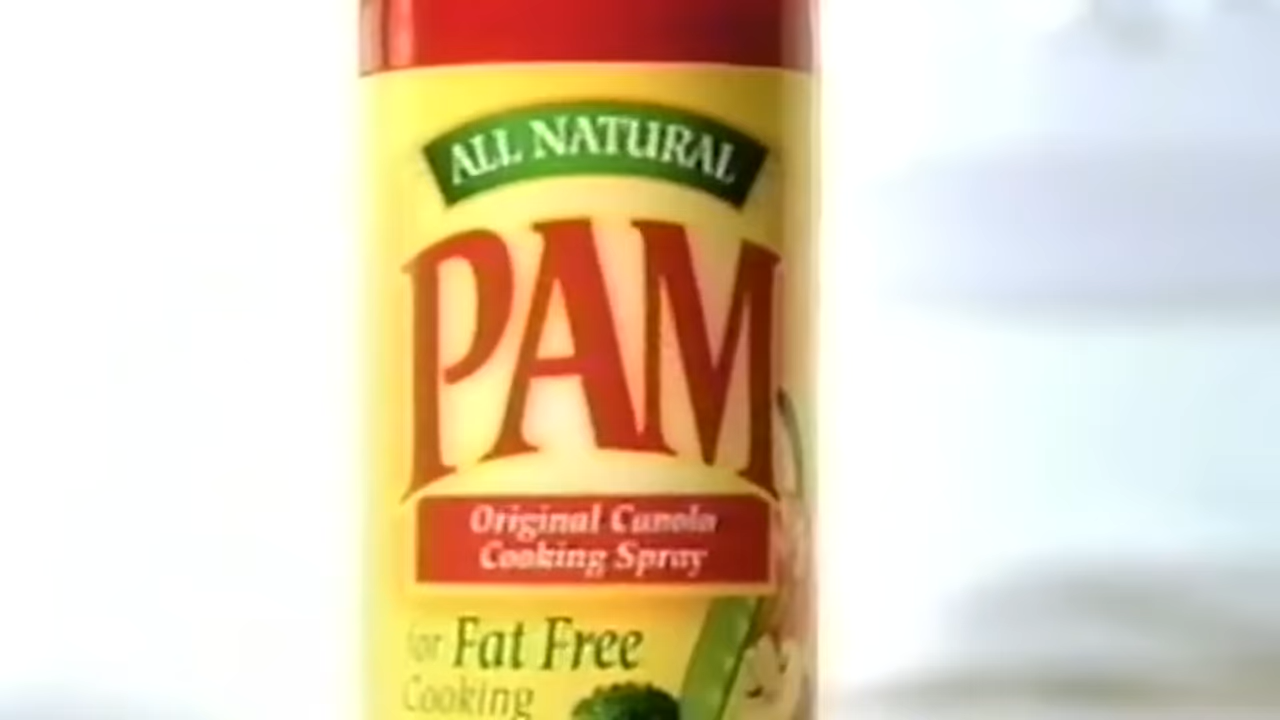 ALL NATURAL
PAM
Original Canola
Cooking Spray
for Fat Free
Cooking